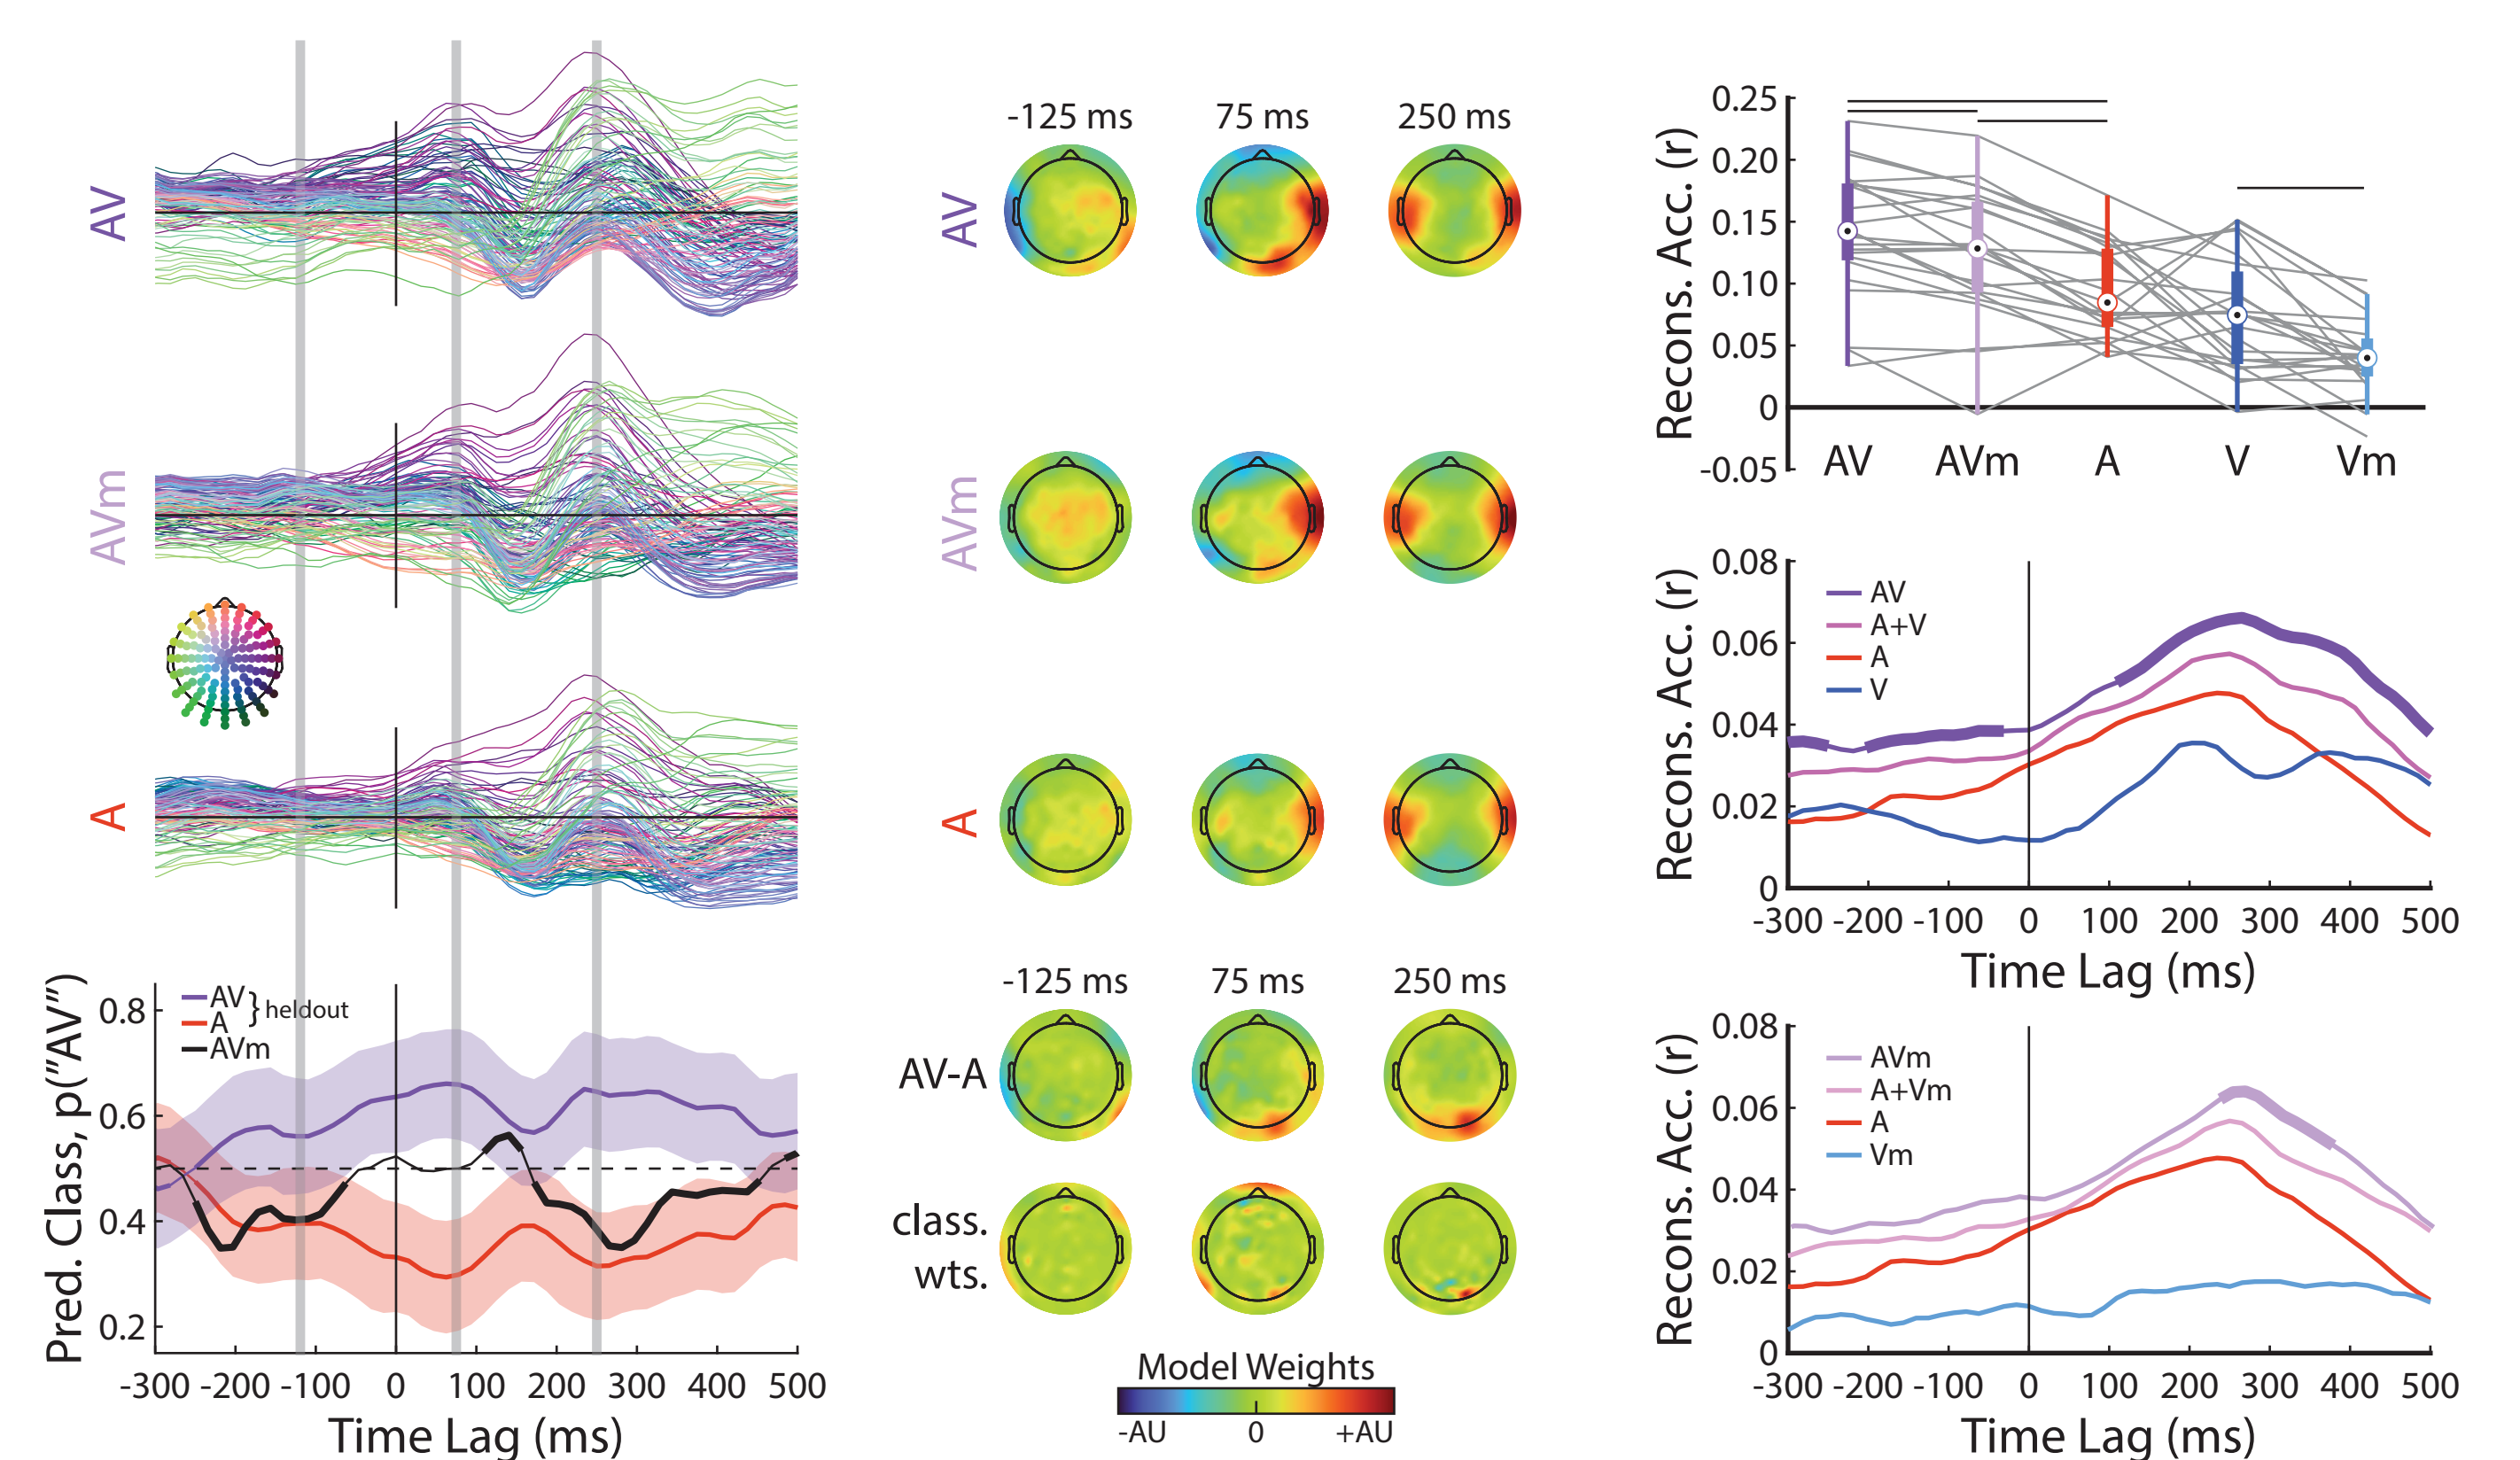 AV
AVm
A
Pred. Class, p("AV")
0.8
0.6
0.4
0.2
AV
A
} heldout
AVm
-300 -200 -100 0 100 200 300 400 500
Time Lag (ms)
-125 ms 75 ms 250 ms
AV
AVm
A
-125 ms 75 ms 250 ms
AV-A
class.
wts.
Model Weights
-AU 0 +AU
Recons. Acc. (r)
0.25
0.20
0.15
0.10
0.05
0
-0.05
AV AVm A V Vm
Recons. Acc. (r)
0.08
0.06
0.04
0.02
0
AV
A+V
A
V
-300 -200 -100 0 100 200 300 400 500
Time Lag (ms)
Recons. Acc. (r)
0.08
0.06
0.04
0.02
0
AVm
A+Vm
A
Vm
-300 -200 -100 0 100 200 300 400 500
Time Lag (ms)